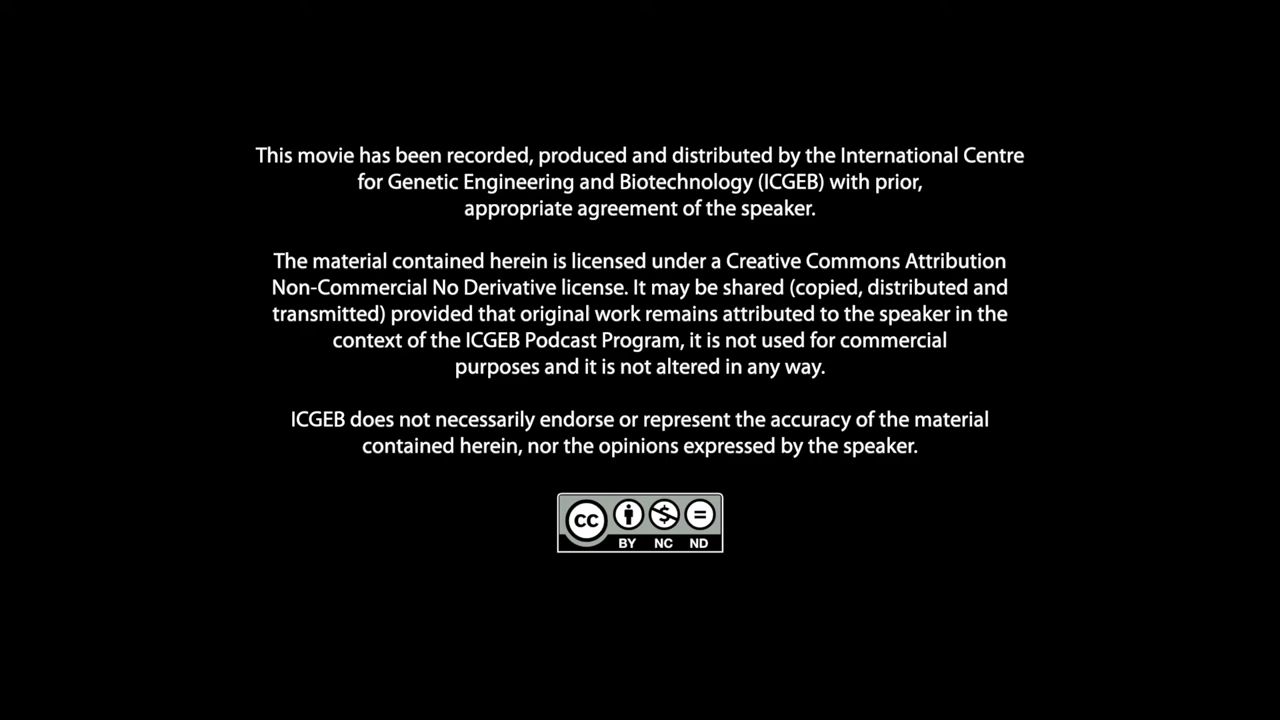 This movie has been recorded, produced and distributed by the International Centre
for Genetic Engineering and Biotechnology (ICGEB) with prior,
appropriate agreement of the speaker.
The material contained herein is licensed under a Creative Commons Attribution
Non-Commercial No Derivative license. It may be shared (copied, distributed and
transmitted) provided that original work remains attributed to the speaker in the
context of the ICGEB Podcast Program, it is not used for commercial
purposes and it is not altered in any way.
ICGEB does not necessarily endorse or represent the accuracy of the material
contained herein, nor the opinions expressed by the speaker.
CC
BY NC ND